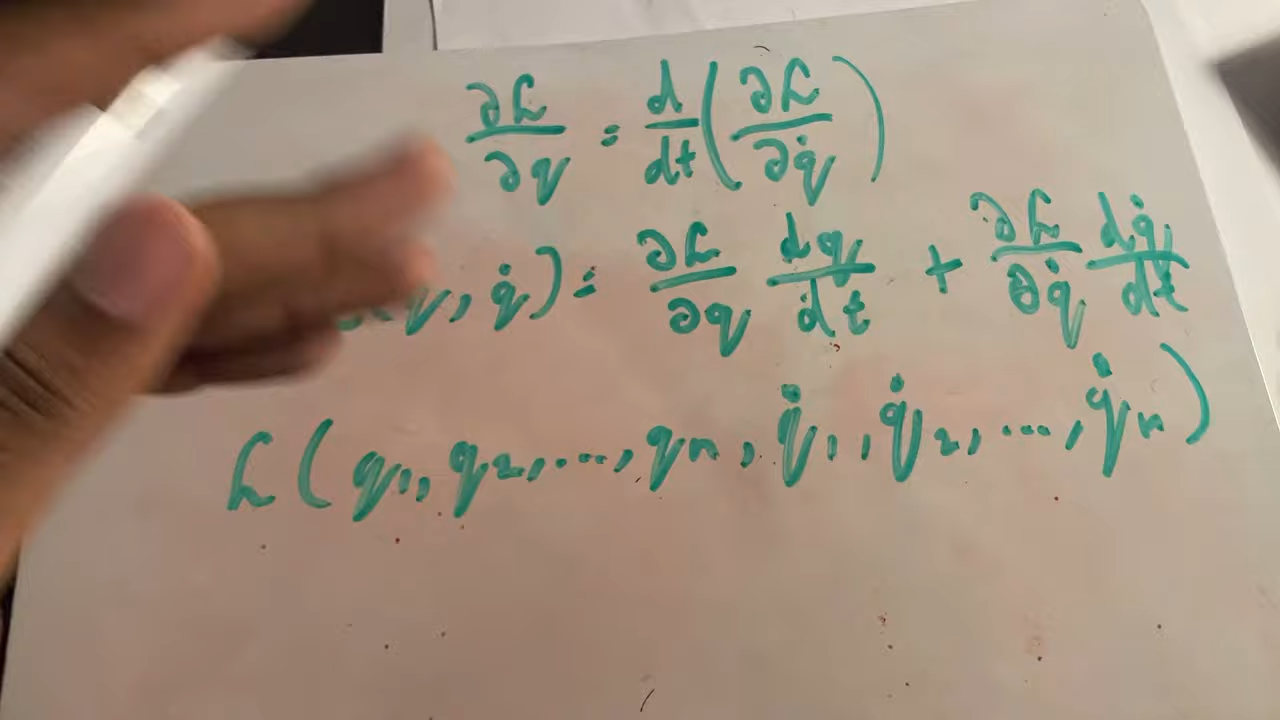 ∂L/∂q = d/dt(∂L/∂q̇)
q, q̇) = ∂L/∂q dq/dt + ∂L/∂q̇ dq̇/dt
L(q₁, q₂, ..., qₙ, q̇₁, q̇₂, ..., q̇ₙ)